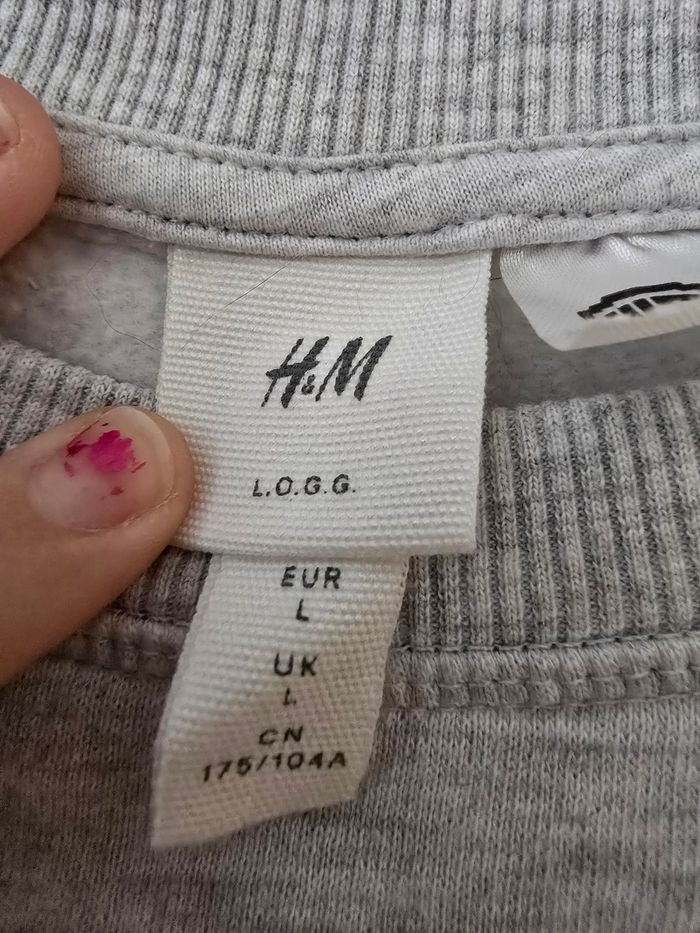 H&M
L.O.G.G.
EUR
L
UK
L
CN
175/104A